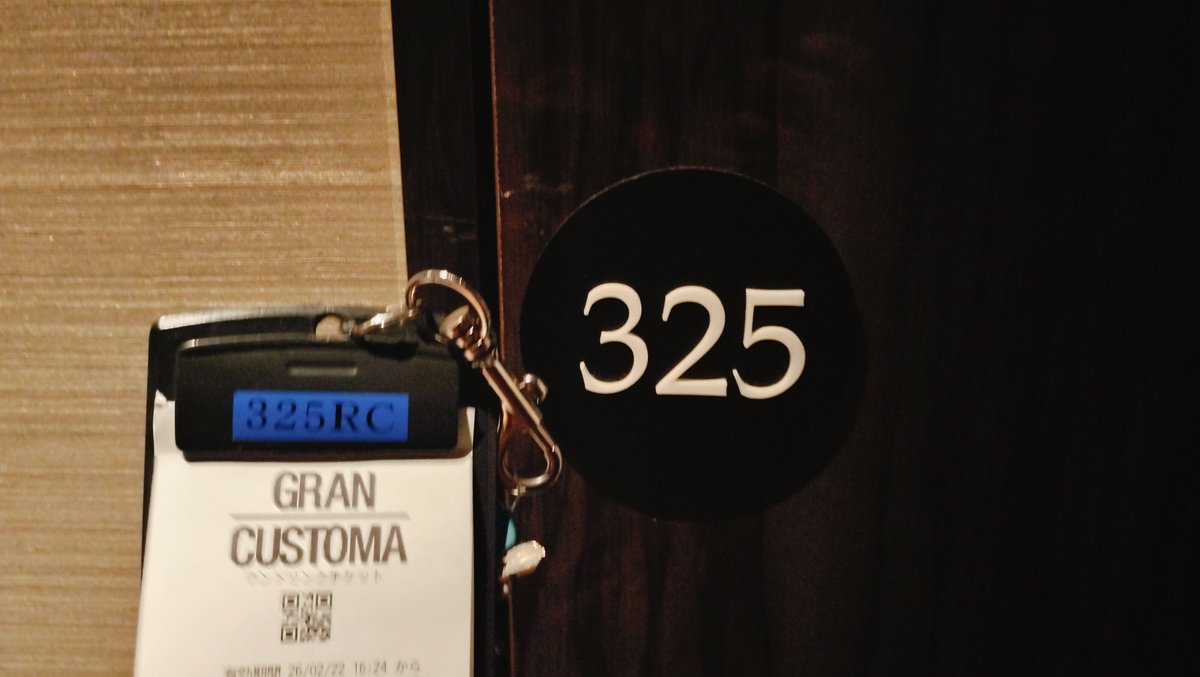 325RC
GRAN
CUSTOMA
26/02/22 16:24 から
325